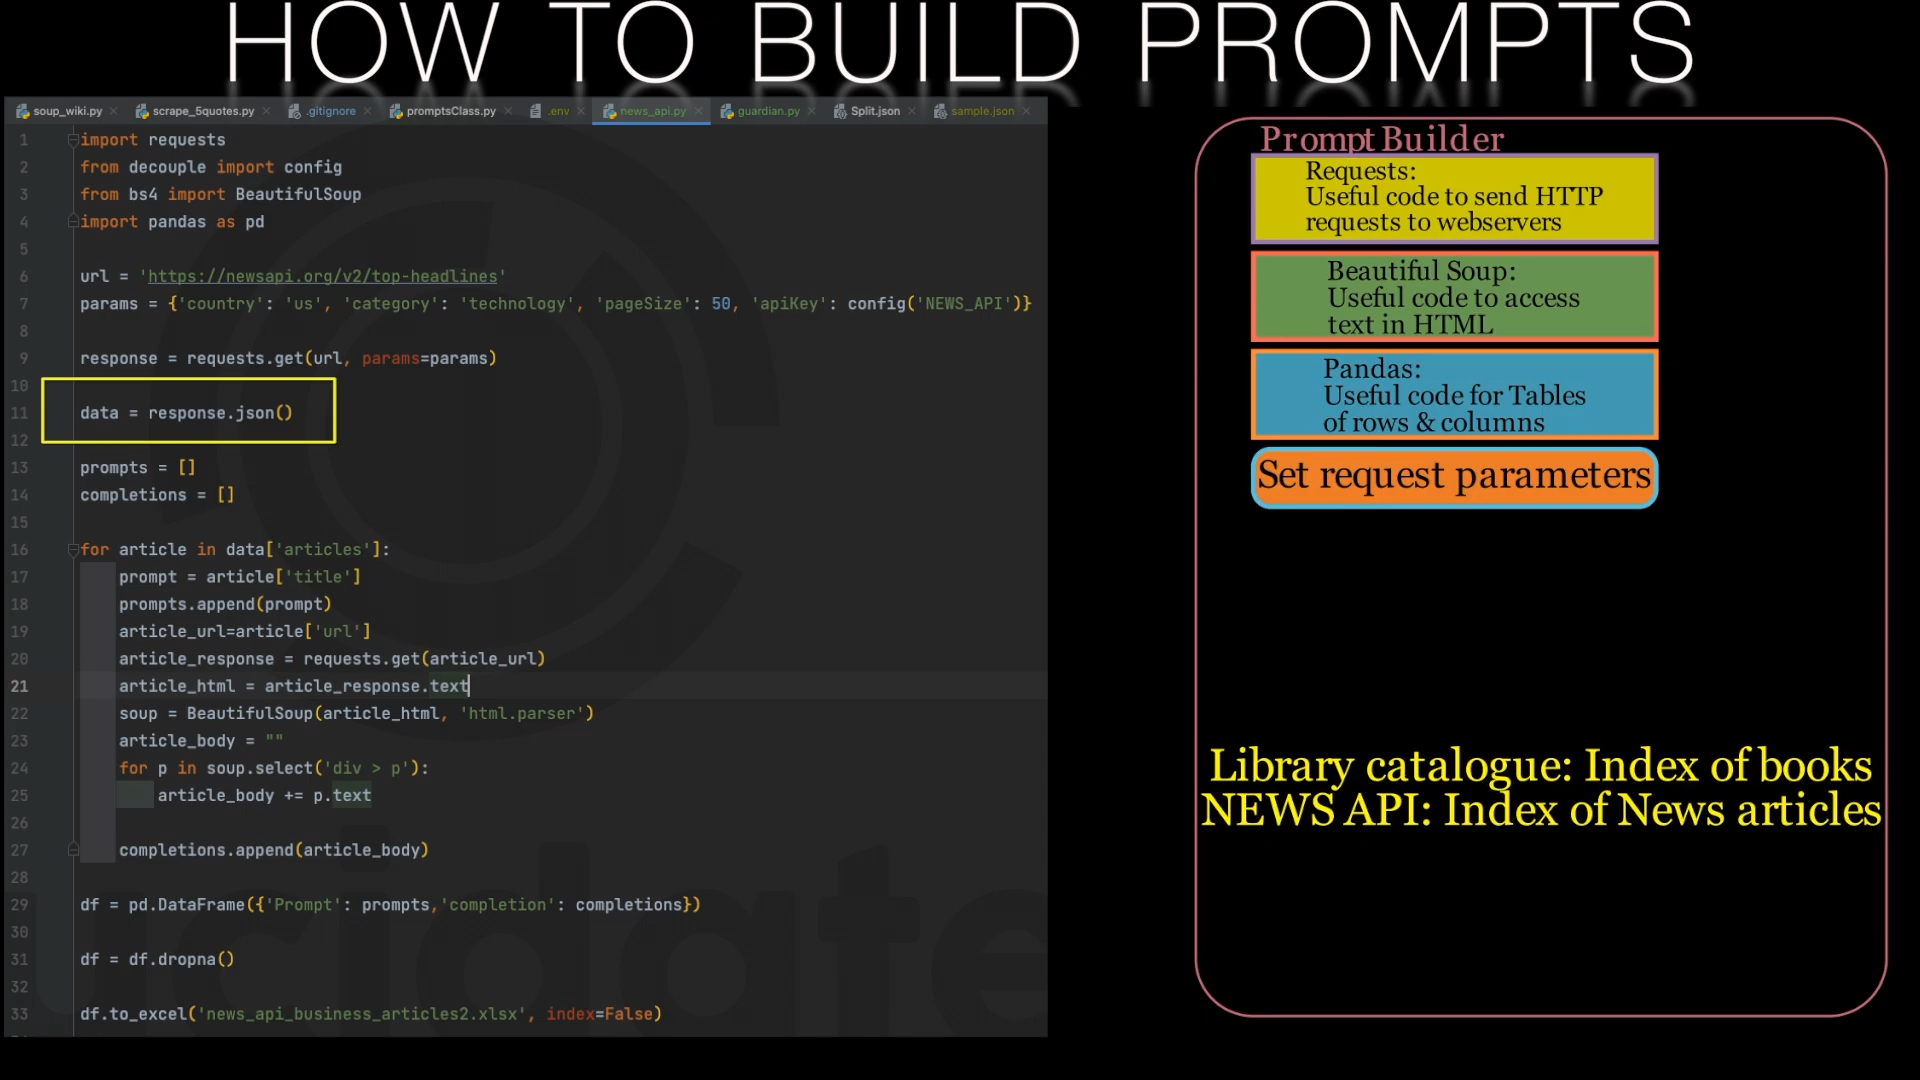 HOW TO BUILD PROMPTS
soup_wiki.py scrape_5quotes.py .gitignore promptsClass.py .env news_api.py guardian.py Split.json sample.json
1 import requests
2 from decouple import config
3 from bs4 import BeautifulSoup
4 import pandas as pd
5
6 url = 'https://newsapi.org/v2/top-headlines'
7 params = {'country': 'us', 'category': 'technology', 'pageSize': 50, 'apiKey': config('NEWS_API')}
8
9 response = requests.get(url, params=params)
10
11 data = response.json()
12
13 prompts = []
14 completions = []
15
16 for article in data['articles']:
17 prompt = article['title']
18 prompts.append(prompt)
19 article_url=article['url']
20 article_response = requests.get(article_url)
21 article_html = article_response.text
22 soup = BeautifulSoup(article_html, 'html.parser')
23 article_body = ""
24 for p in soup.select('div > p'):
25 article_body += p.text
26
27 completions.append(article_body)
28
29 df = pd.DataFrame({'Prompt': prompts,'completion': completions})
30
31 df = df.dropna()
32
33 df.to_excel('news_api_business_articles2.xlsx', index=False)
Prompt Builder
Requests:
Useful code to send HTTP
requests to webservers
Beautiful Soup:
Useful code to access
text in HTML
Pandas:
Useful code for Tables
of rows & columns
Set request parameters
Library catalogue: Index of books
NEWS API: Index of News articles